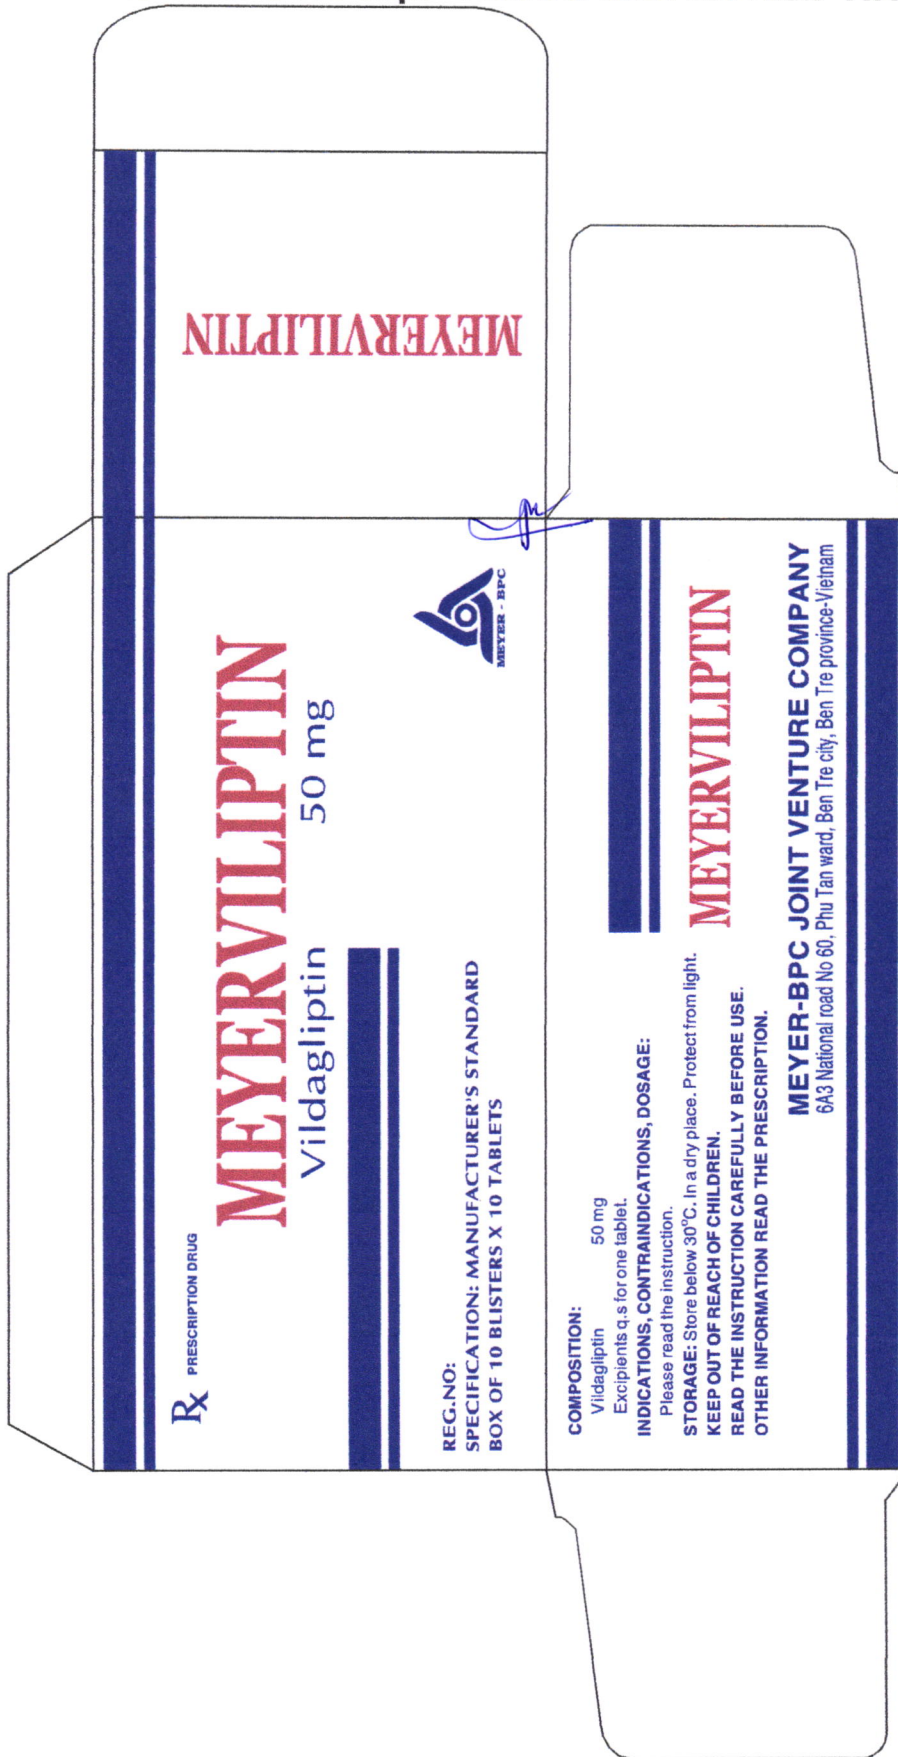 MEYERVILIPTIN
℞ PRESCRIPTION DRUG
MEYERVILIPTIN
Vildagliptin 50 mg
REG.NO:
SPECIFICATION: MANUFACTURER'S STANDARD
BOX OF 10 BLISTERS X 10 TABLETS
MEYER - BPC
COMPOSITION:
Vildagliptin 50 mg
Excipients q.s for one tablet.
INDICATIONS, CONTRAINDICATIONS, DOSAGE:
Please read the instruction.
STORAGE: Store below 30°C. In a dry place. Protect from light.
KEEP OUT OF REACH OF CHILDREN.
READ THE INSTRUCTION CAREFULLY BEFORE USE.
OTHER INFORMATION READ THE PRESCRIPTION.
MEYERVILIPTIN
MEYER-BPC JOINT VENTURE COMPANY
6A3 National road No 60, Phu Tan ward, Ben Tre city, Ben Tre province-Vietnam